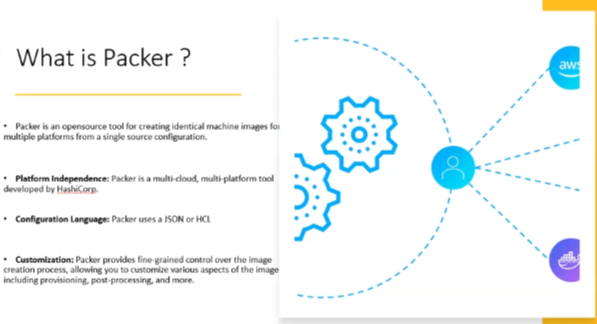 What is Packer ?
• Packer is an opensource tool for creating identical machine images for
multiple platforms from a single source configuration.
• Platform Independence: Packer is a multi-cloud, multi-platform tool
developed by HashiCorp.
• Configuration Language: Packer uses a JSON or HCL
• Customization: Packer provides fine-grained control over the image
creation process, allowing you to customize various aspects of the image
including provisioning, post-processing, and more.
aws